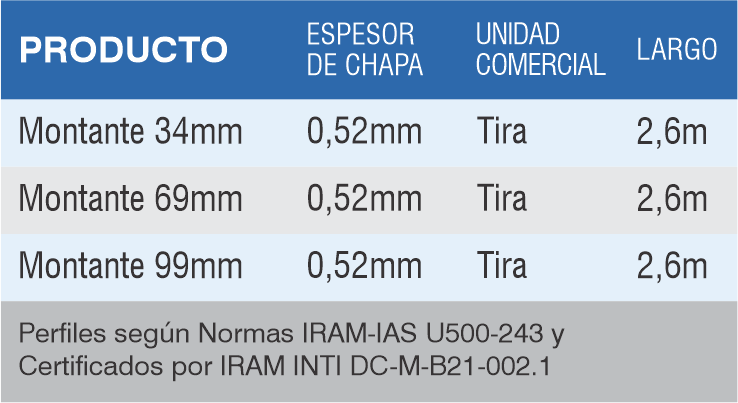 PRODUCTO ESPESOR DE CHAPA UNIDAD COMERCIAL LARGO
Montante 34mm 0,52mm Tira 2,6m
Montante 69mm 0,52mm Tira 2,6m
Montante 99mm 0,52mm Tira 2,6m
Perfiles según Normas IRAM-IAS U500-243 y
Certificados por IRAM INTI DC-M-B21-002.1